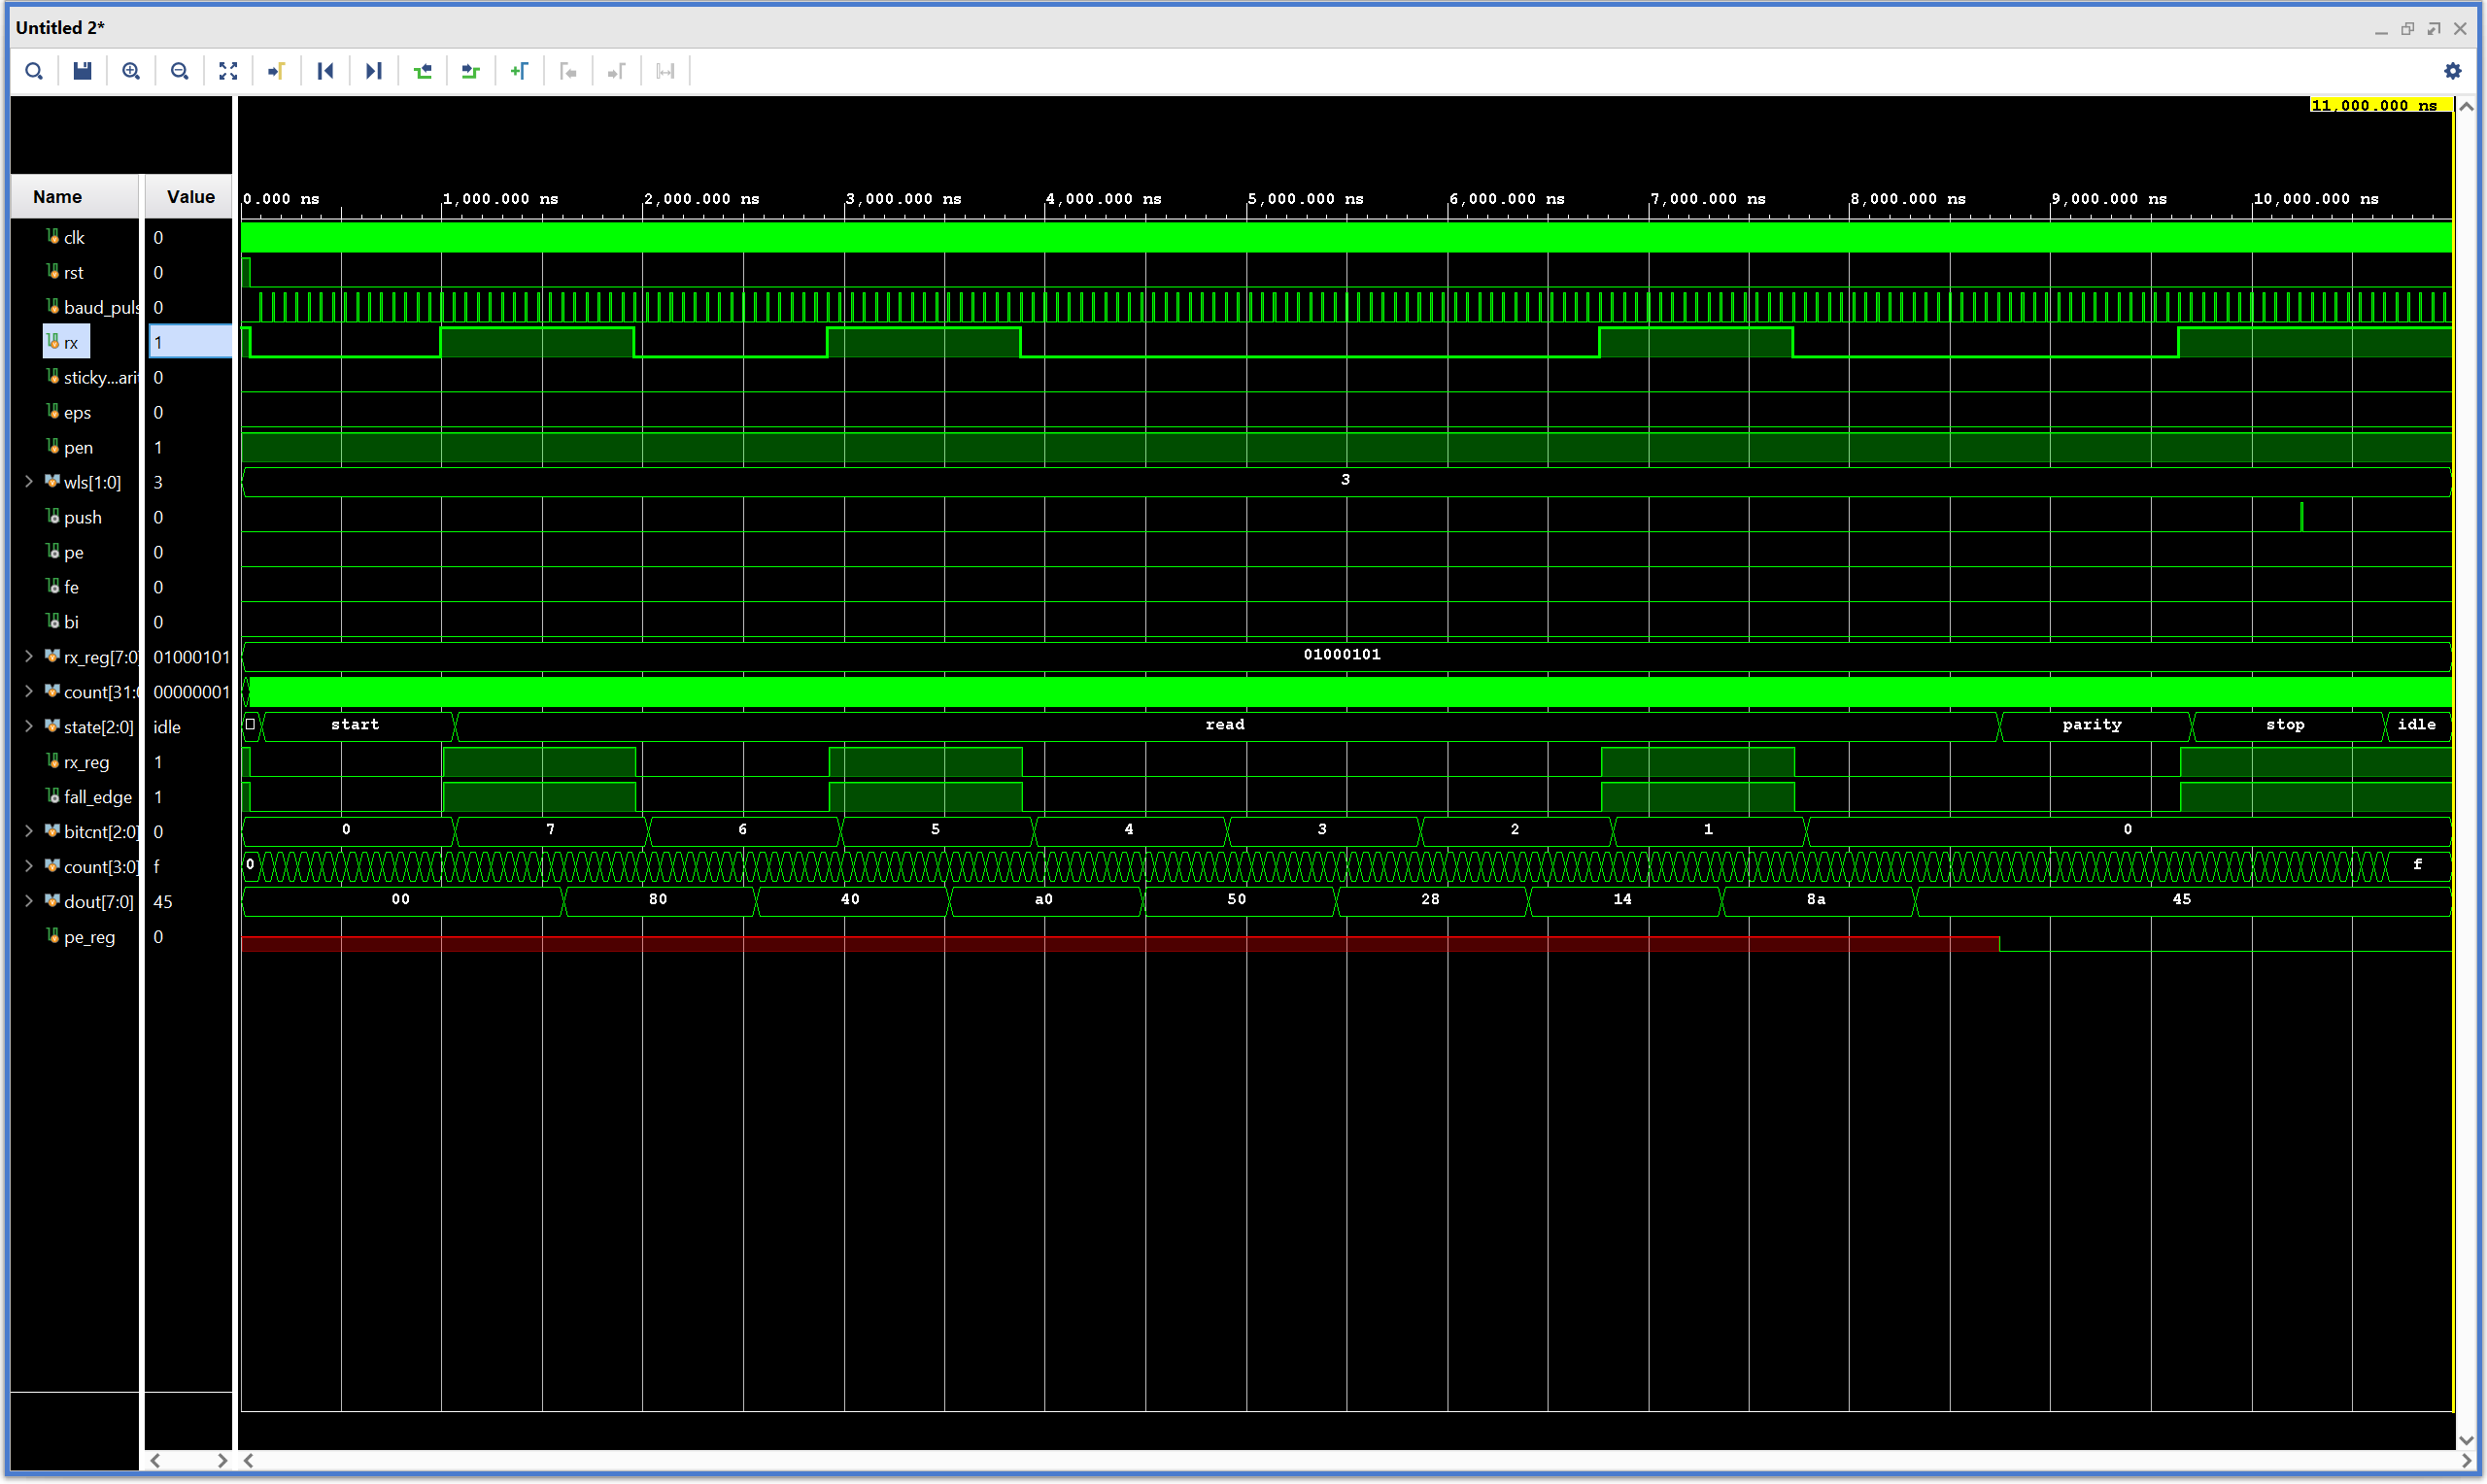 Untitled 2*
11,000.000 ns
Name Value
0.000 ns 1,000.000 ns 2,000.000 ns 3,000.000 ns 4,000.000 ns 5,000.000 ns 6,000.000 ns 7,000.000 ns 8,000.000 ns 9,000.000 ns 10,000.000 ns
clk 0
rst 0
baud_puls 0
rx 1
sticky...ari 0
eps 0
pen 1
wls[1:0] 3 3
push 0
pe 0
fe 0
bi 0
rx_reg[7:0] 01000101 01000101
count[31:0 00000001
state[2:0] idle start read parity stop idle
rx_reg 1
fall_edge 1
bitcnt[2:0] 0 0 7 6 5 4 3 2 1 0
count[3:0] f 0 f
dout[7:0] 45 00 80 40 a0 50 28 14 8a 45
pe_reg 0